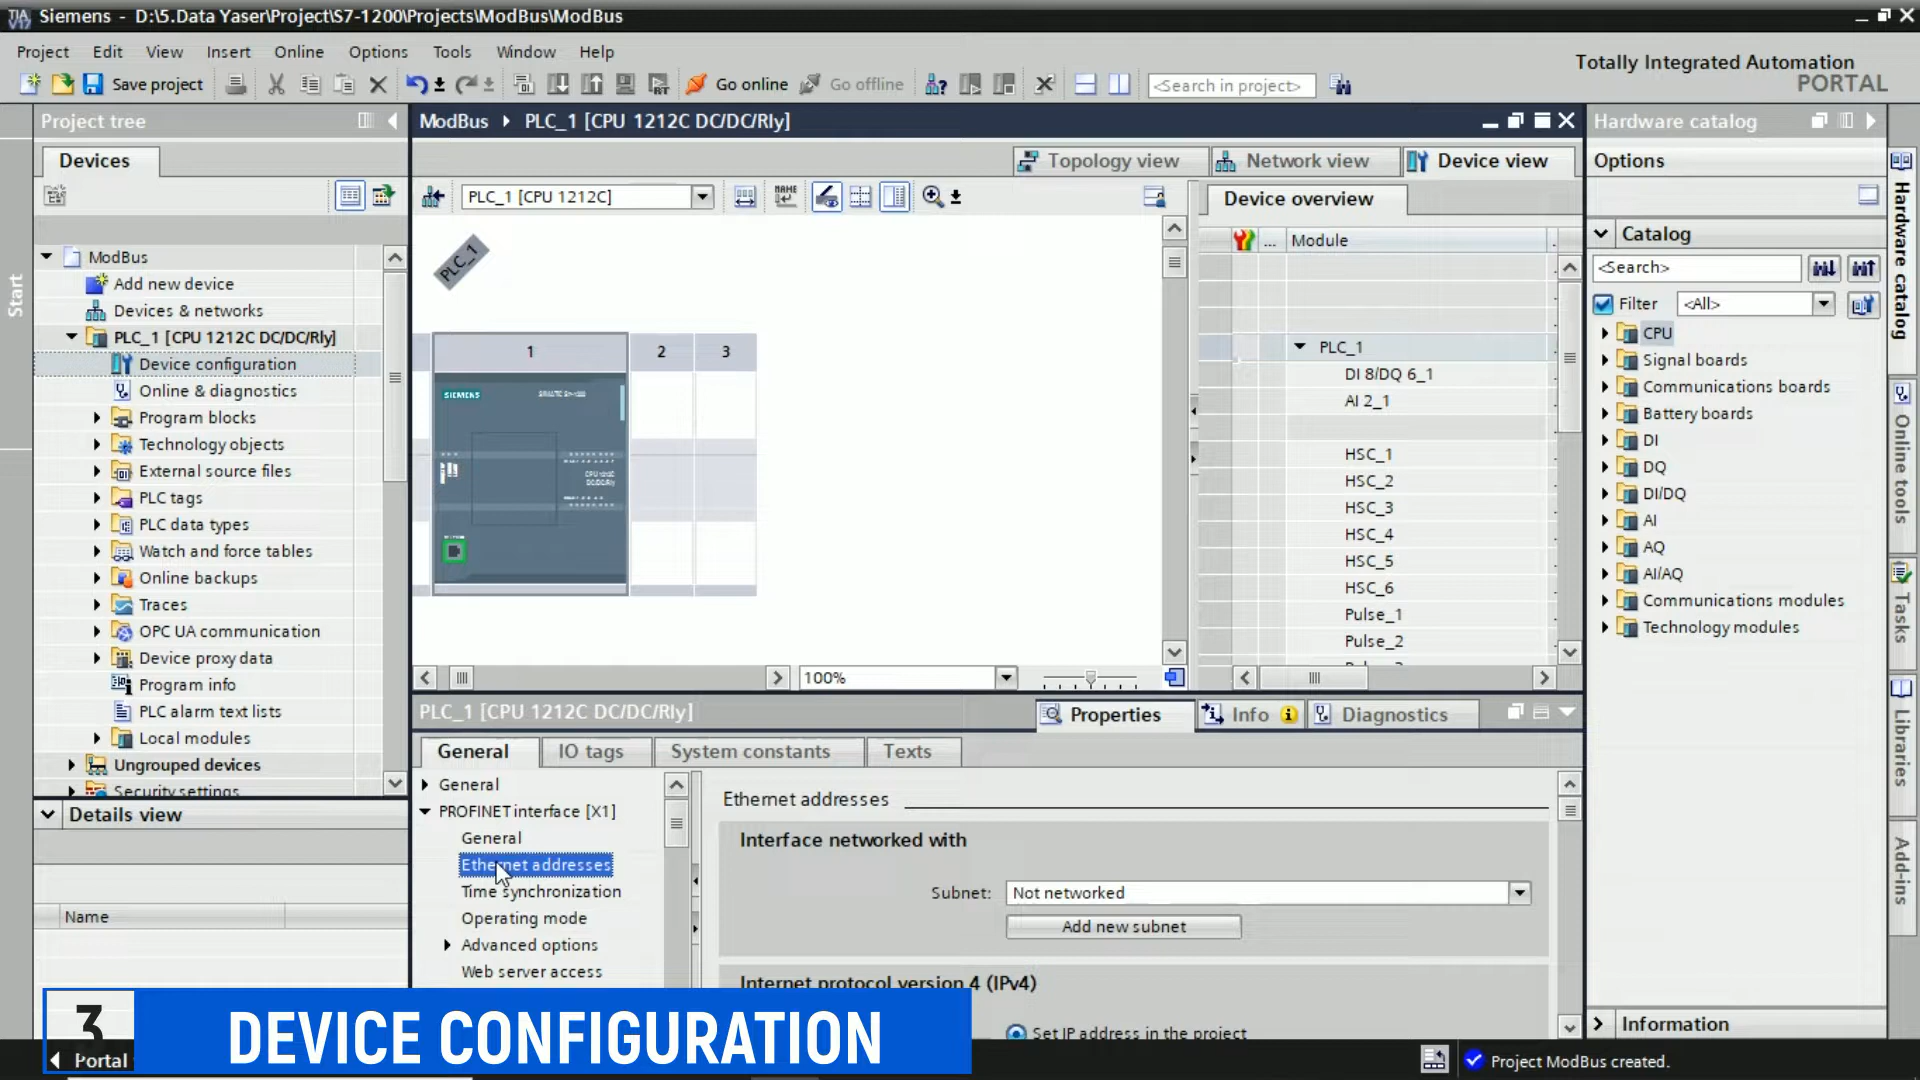 Siemens - D:\5.Data Yaser\Project\S7-1200\Projects\ModBus\ModBus
Project Edit View Insert Online Options Tools Window Help
Totally Integrated Automation
PORTAL
Save project
Go online
Go offline
<Search in project>
Project tree
ModBus
PLC_1 [CPU 1212C DC/DC/Rly]
Hardware catalog
Devices
Topology view
Network view
Device view
Options
PLC_1 [CPU 1212C]
Device overview
Start
ModBus
Add new device
Devices & networks
PLC_1 [CPU 1212C DC/DC/Rly]
Device configuration
Online & diagnostics
Program blocks
Technology objects
External source files
PLC tags
PLC data types
Watch and force tables
Online backups
Traces
OPC UA communication
Device proxy data
Program info
PLC alarm text lists
Local modules
Ungrouped devices
Security settings
Details view
Name
PLC_1
1
2
3
SIEMENS
100%
...
Module
PLC_1
DI 8/DQ 6_1
AI 2_1
HSC_1
HSC_2
HSC_3
HSC_4
HSC_5
HSC_6
Pulse_1
Pulse_2
Catalog
<Search>
Filter
<All>
CPU
Signal boards
Communications boards
Battery boards
DI
DQ
DI/DQ
AI
AQ
AI/AQ
Communications modules
Technology modules
Information
Hardware catalog
Online tools
Tasks
Libraries
Add-ins
PLC_1 [CPU 1212C DC/DC/Rly]
Properties
Info
Diagnostics
General
IO tags
System constants
Texts
General
PROFINET interface [X1]
General
Ethernet addresses
Time synchronization
Operating mode
Advanced options
Web server access
Ethernet addresses
Interface networked with
Subnet:
Not networked
Add new subnet
Internet protocol version 4 (IPv4)
Set IP address in the project
3
DEVICE CONFIGURATION
Portal
Project ModBus created.